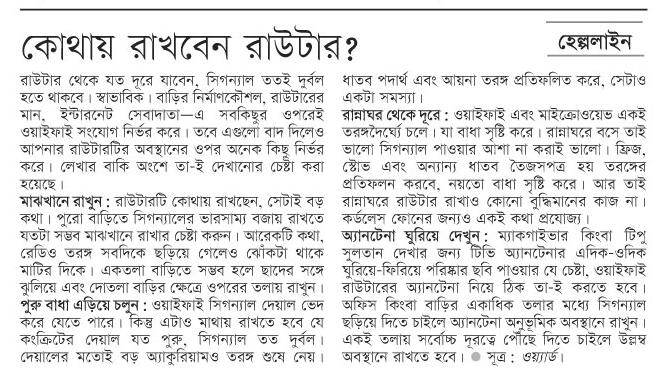 কোথায় রাখবেন রাউটার?
হেল্পলাইন
রাউটার থেকে যত দূরে যাবেন, সিগন্যাল ততই দুর্বল
হতে থাকবে। স্বাভাবিক। বাড়ির নির্মাণকৌশল, রাউটারের
মান, ইন্টারনেট সেবাদাতা—এ সবকিছুর ওপরেই
ওয়াইফাই সংযোগ নির্ভর করে। তবে এগুলো বাদ দিলেও
আপনার রাউটারটির অবস্থানের ওপর অনেক কিছু নির্ভর
করে। লেখার বাকি অংশে তা-ই দেখানোর চেষ্টা করা
হয়েছে।
মাঝখানে রাখুন : রাউটারটি কোথায় রাখছেন, সেটাই বড়
কথা। পুরো বাড়িতে সিগন্যালের ভারসাম্য বজায় রাখতে
যতটা সম্ভব মাঝখানে রাখার চেষ্টা করুন। আরেকটি কথা,
রেডিও তরঙ্গ সবদিকে ছড়িয়ে গেলেও ঝোঁকটা থাকে
মাটির দিকে। একতলা বাড়িতে সম্ভব হলে ছাদের সঙ্গে
ঝুলিয়ে এবং দোতলা বাড়ির ক্ষেত্রে ওপরের তলায় রাখুন।
পুরু বাধা এড়িয়ে চলুন : ওয়াইফাই সিগন্যাল দেয়াল ভেদ
করে যেতে পারে। কিন্তু এটাও মাথায় রাখতে হবে যে
কংক্রিটের দেয়াল যত পুরু, সিগন্যাল তত দুর্বল।
দেয়ালের মতোই বড় অ্যাকুরিয়ামও তরঙ্গ শুষে নেয়।
ধাতব পদার্থ এবং আয়না তরঙ্গ প্রতিফলিত করে, সেটাও
একটা সমস্যা।
রান্নাঘর থেকে দূরে : ওয়াইফাই এবং মাইক্রোওয়েভ একই
তরঙ্গদৈর্ঘ্যে চলে। যা বাধা সৃষ্টি করে। রান্নাঘরে বসে তাই
ভালো সিগন্যাল পাওয়ার আশা না করাই ভালো। ফ্রিজ,
স্টোভ এবং অন্যান্য ধাতব তৈজসপত্র হয় তরঙ্গের
প্রতিফলন করবে, নয়তো বাধা সৃষ্টি করে। আর তাই
রান্নাঘরে রাউটার রাখাও কোনো বুদ্ধিমানের কাজ না।
কর্ডলেস ফোনের জন্যও একই কথা প্রযোজ্য।
অ্যানটেনা ঘুরিয়ে দেখুন : ম্যাকগাইভার কিংবা টিপু
সুলতান দেখার জন্য টিভি অ্যানটেনার এদিক-ওদিক
ঘুরিয়ে-ফিরিয়ে পরিষ্কার ছবি পাওয়ার যে চেষ্টা, ওয়াইফাই
রাউটারের অ্যানটেনা নিয়ে ঠিক তা-ই করতে হবে।
অফিস কিংবা বাড়ির একাধিক তলার মধ্যে সিগন্যাল
ছড়িয়ে দিতে চাইলে অ্যানটেনা অনুভূমিক অবস্থানে রাখুন।
একই তলায় সর্বোচ্চ দূরত্বে পৌঁছে দিতে চাইলে উল্লম্ব
অবস্থানে রাখতে হবে। ● সূত্র : ওয়্যার্ড।